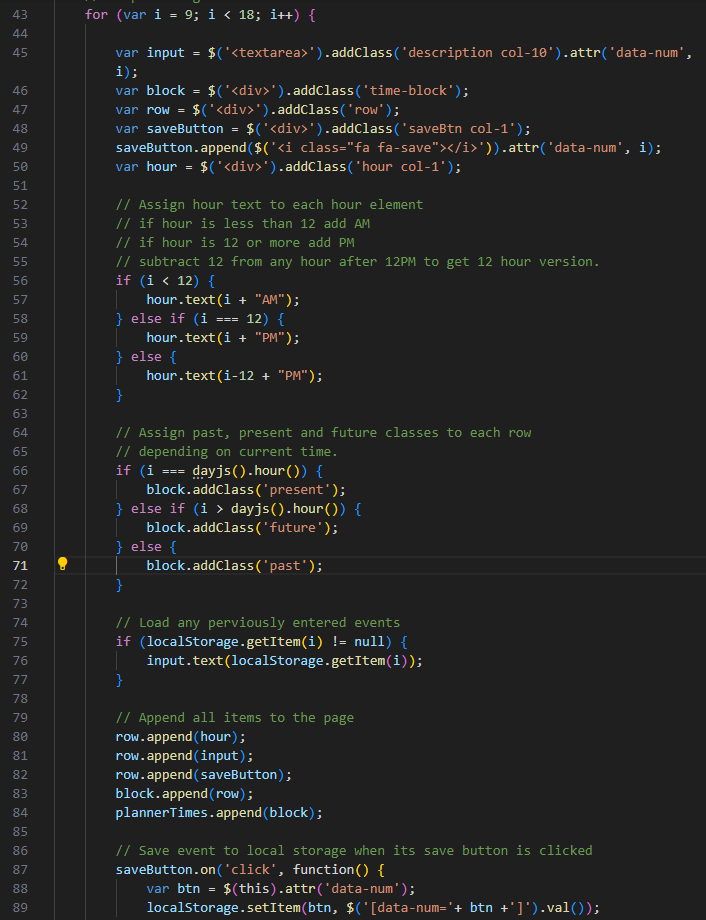 43 for (var i = 9; i < 18; i++) {
44
45 var input = $('<textarea>').addClass('description col-10').attr('data-num',
i);
46 var block = $('<div>').addClass('time-block');
47 var row = $('<div>').addClass('row');
48 var saveButton = $('<div>').addClass('saveBtn col-1');
49 saveButton.append($('<i class="fa fa-save"></i>')).attr('data-num', i);
50 var hour = $('<div>').addClass('hour col-1');
51
52 // Assign hour text to each hour element
53 // if hour is less than 12 add AM
54 // if hour is 12 or more add PM
55 // subtract 12 from any hour after 12PM to get 12 hour version.
56 if (i < 12) {
57 hour.text(i + "AM");
58 } else if (i === 12) {
59 hour.text(i + "PM");
60 } else {
61 hour.text(i-12 + "PM");
62 }
63
64 // Assign past, present and future classes to each row
65 // depending on current time.
66 if (i === dayjs().hour()) {
67 block.addClass('present');
68 } else if (i > dayjs().hour()) {
69 block.addClass('future');
70 } else {
71 block.addClass('past');
72 }
73
74 // Load any perviously entered events
75 if (localStorage.getItem(i) != null) {
76 input.text(localStorage.getItem(i));
77 }
78
79 // Append all items to the page
80 row.append(hour);
81 row.append(input);
82 row.append(saveButton);
83 block.append(row);
84 plannerTimes.append(block);
85
86 // Save event to local storage when its save button is clicked
87 saveButton.on('click', function() {
88 var btn = $(this).attr('data-num');
89 localStorage.setItem(btn, $('[data-num='+ btn +']').val());